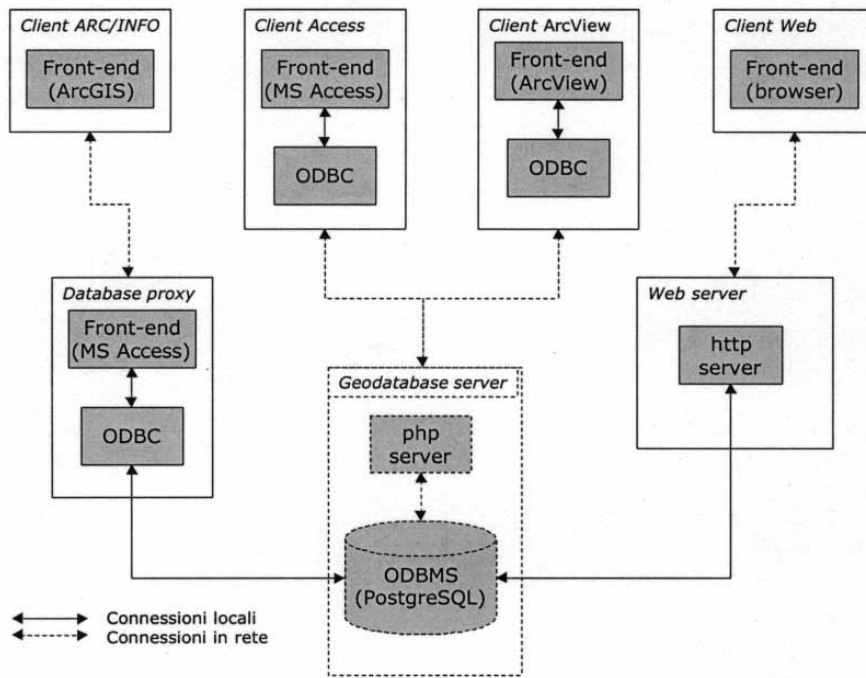 Client ARC/INFO
Front-end
(ArcGIS)
Client Access
Front-end
(MS Access)
ODBC
Client ArcView
Front-end
(ArcView)
ODBC
Client Web
Front-end
(browser)
Database proxy
Front-end
(MS Access)
ODBC
Geodatabase server
php
server
ODBMS
(PostgreSQL)
Web server
http
server
Connessioni locali
Connessioni in rete